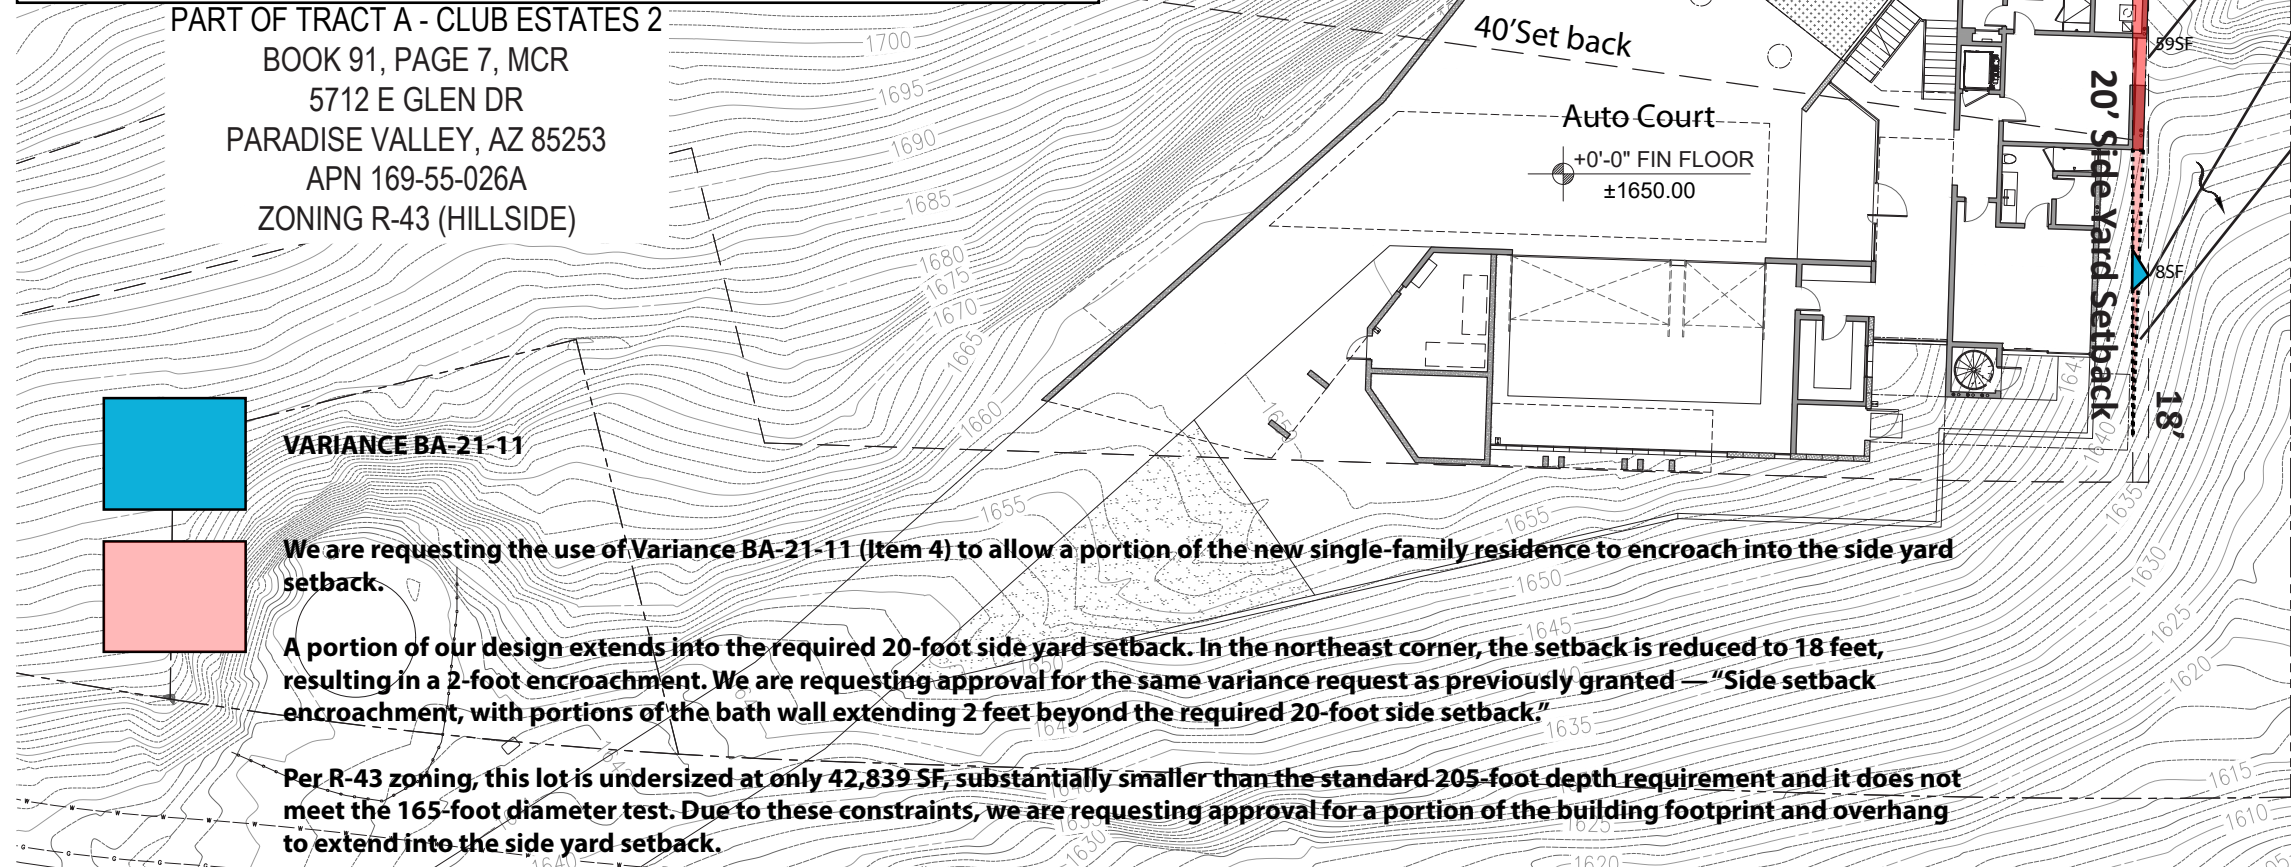 PART OF TRACT A - CLUB ESTATES 2
BOOK 91, PAGE 7, MCR
5712 E GLEN DR
PARADISE VALLEY, AZ 85253
APN 169-55-026A
ZONING R-43 (HILLSIDE)
40'Set back
Auto Court
+0'-0" FIN FLOOR
±1650.00
59SF
20' Side Yard Setback
8SF
18'
1700
1695
1690
1685
1680
1675
1670
1665
1660
1655
1655
1650
1645
1640
1635
1630
1625
1620
1615
1610
1645
1635
1640
1625
1620
1630
1640
VARIANCE BA-21-11
We are requesting the use of Variance BA-21-11 (Item 4) to allow a portion of the new single-family residence to encroach into the side yard
setback.
A portion of our design extends into the required 20-foot side yard setback. In the northeast corner, the setback is reduced to 18 feet,
resulting in a 2-foot encroachment. We are requesting approval for the same variance request as previously granted — “Side setback
encroachment, with portions of the bath wall extending 2 feet beyond the required 20-foot side setback.”
Per R-43 zoning, this lot is undersized at only 42,839 SF, substantially smaller than the standard 205-foot depth requirement and it does not
meet the 165-foot diameter test. Due to these constraints, we are requesting approval for a portion of the building footprint and overhang
to extend into the side yard setback.